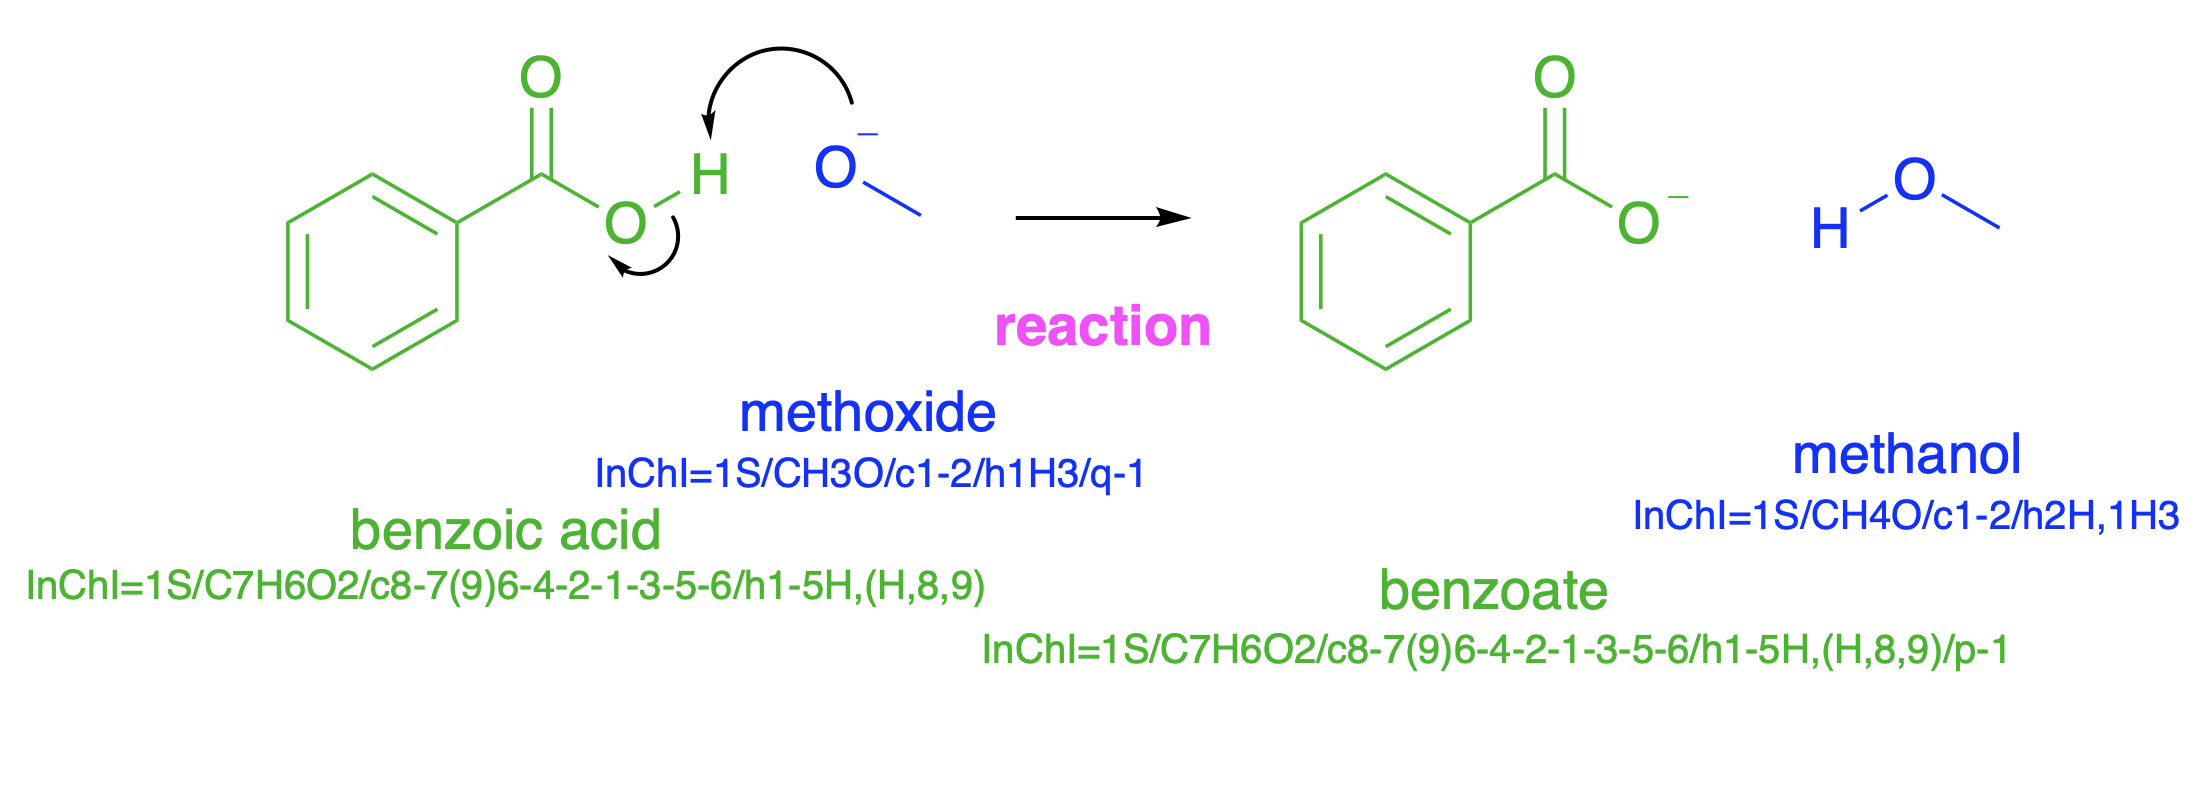 O
H
O
O⁻
O
O⁻
O
H
reaction
methoxide
InChI=1S/CH3O/c1-2/h1H3/q-1
methanol
InChI=1S/CH4O/c1-2/h2H,1H3
benzoic acid
InChI=1S/C7H6O2/c8-7(9)6-4-2-1-3-5-6/h1-5H,(H,8,9)
benzoate
InChI=1S/C7H6O2/c8-7(9)6-4-2-1-3-5-6/h1-5H,(H,8,9)/p-1